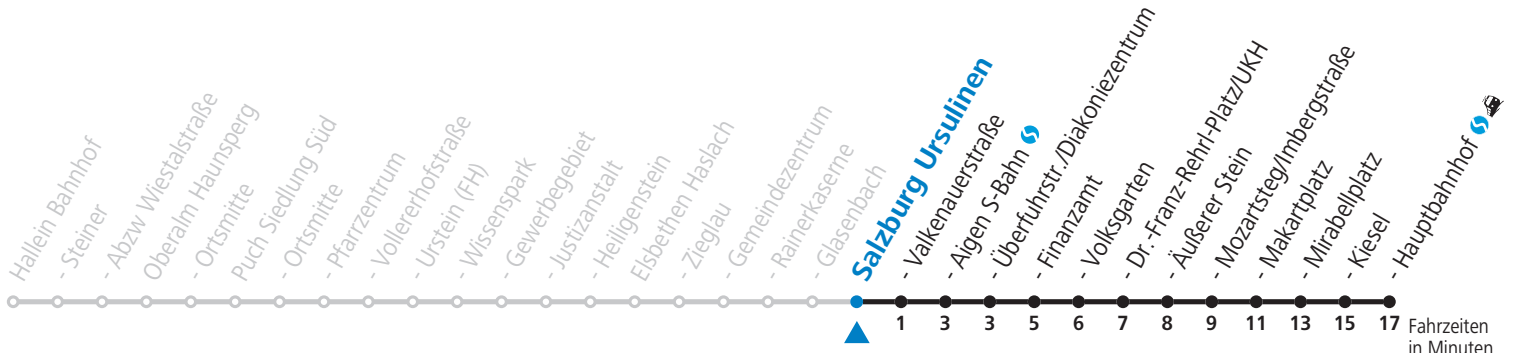 Hallein Bahnhof
- Steiner
- Abzw Wiestalstraße
Oberalm Haunsperg
- Ortsmitte
Puch Siedlung Süd
- Ortsmitte
- Pfarrzentrum
- Vollererhofstraße
- Urstein (FH)
- Wissenspark
- Gewerbegebiet
- Justizanstalt
- Heiligenstein
Elsbethen Haslach
- Zieglau
- Gemeindezentrum
- Rainerkaserne
- Glasenbach
Salzburg Ursulinen
- Valkenauerstraße
- Aigen S-Bahn
- Überfuhrstr./Diakoniezentrum
- Finanzamt
- Volksgarten
- Dr.-Franz-Rehrl-Platz/UKH
- Äußerer Stein
- Mozartsteg/Imbergstraße
- Makartplatz
- Mirabellplatz
- Kiesel
- Hauptbahnhof
1 3 3 5 6 7 8 9 11 13 15 17 Fahrzeiten
in Minuten